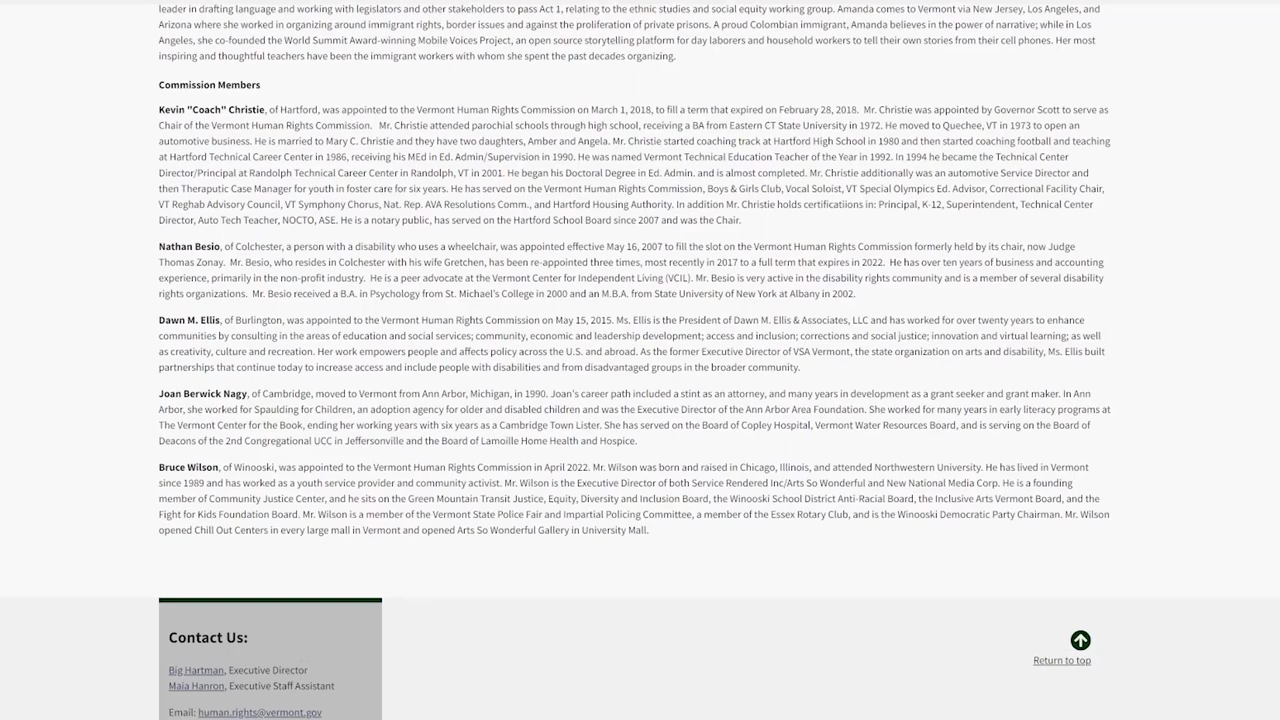 leader in drafting language and working with legislators and other stakeholders to pass Act 1, relating to the ethnic studies and social equity working group. Amanda comes to Vermont via New Jersey, Los Angeles, and
Arizona where she worked in organizing around immigrant rights, border issues and against the proliferation of private prisons. A proud Colombian immigrant, Amanda believes in the power of narrative; while in Los
Angeles, she co-founded the World Summit Award-winning Mobile Voices Project, an open source storytelling platform for day laborers and household workers to tell their own stories from their cell phones. Her most
inspiring and thoughtful teachers have been the immigrant workers with whom she spent the past decades organizing.
Commission Members
Kevin "Coach" Christie, of Hartford, was appointed to the Vermont Human Rights Commission on March 1, 2018, to fill a term that expired on February 28, 2018. Mr. Christie was appointed by Governor Scott to serve as
Chair of the Vermont Human Rights Commission. Mr. Christie attended parochial schools through high school, receiving a BA from Eastern CT State University in 1972. He moved to Quechee, VT in 1973 to open an
automotive business. He is married to Mary C. Christie and they have two daughters, Amber and Angela. Mr. Christie started coaching track at Hartford High School in 1980 and then started coaching football and teaching
at Hartford Technical Career Center in 1986, receiving his MEd in Ed. Admin/Supervision in 1990. He was named Vermont Technical Education Teacher of the Year in 1992. In 1994 he became the Technical Center
Director/Principal at Randolph Technical Career Center in Randolph, VT in 2001. He began his Doctoral Degree in Ed. Admin. and is almost completed. Mr. Christie additionally was an automotive Service Director and
then Theraputic Case Manager for youth in foster care for six years. He has served on the Vermont Human Rights Commission, Boys & Girls Club, Vocal Soloist, VT Special Olympics Ed. Advisor, Correctional Facility Chair,
VT Reghab Advisory Council, VT Symphony Chorus, Nat. Rep. AVA Resolutions Comm., and Hartford Housing Authority. In addition Mr. Christie holds certificatiions in: Principal, K-12, Superintendent, Technical Center
Director, Auto Tech Teacher, NOCTO, ASE. He is a notary public, has served on the Hartford School Board since 2007 and was the Chair.
Nathan Besio, of Colchester, a person with a disability who uses a wheelchair, was appointed effective May 16, 2007 to fill the slot on the Vermont Human Rights Commission formerly held by its chair, now Judge
Thomas Zonay. Mr. Besio, who resides in Colchester with his wife Gretchen, has been re-appointed three times, most recently in 2017 to a full term that expires in 2022. He has over ten years of business and accounting
experience, primarily in the non-profit industry. He is a peer advocate at the Vermont Center for Independent Living (VCIL). Mr. Besio is very active in the disability rights community and is a member of several disability
rights organizations. Mr. Besio received a B.A. in Psychology from St. Michael's College in 2000 and an M.B.A. from State University of New York at Albany in 2002.
Dawn M. Ellis, of Burlington, was appointed to the Vermont Human Rights Commission on May 15, 2015. Ms. Ellis is the President of Dawn M. Ellis & Associates, LLC and has worked for over twenty years to enhance
communities by consulting in the areas of education and social services; community, economic and leadership development; access and inclusion; corrections and social justice; innovation and virtual learning; as well
as creativity, culture and recreation. Her work empowers people and affects policy across the U.S. and abroad. As the former Executive Director of VSA Vermont, the state organization on arts and disability, Ms. Ellis built
partnerships that continue today to increase access and include people with disabilities and from disadvantaged groups in the broader community.
Joan Berwick Nagy, of Cambridge, moved to Vermont from Ann Arbor, Michigan, in 1990. Joan's career path included a stint as an attorney, and many years in development as a grant seeker and grant maker. In Ann
Arbor, she worked for Spaulding for Children, an adoption agency for older and disabled children and was the Executive Director of the Ann Arbor Area Foundation. She worked for many years in early literacy programs at
The Vermont Center for the Book, ending her working years with six years as a Cambridge Town Lister. She has served on the Board of Copley Hospital, Vermont Water Resources Board, and is serving on the Board of
Deacons of the 2nd Congregational UCC in Jeffersonville and the Board of Lamoille Home Health and Hospice.
Bruce Wilson, of Winooski, was appointed to the Vermont Human Rights Commission in April 2022. Mr. Wilson was born and raised in Chicago, Illinois, and attended Northwestern University. He has lived in Vermont
since 1989 and has worked as a youth service provider and community activist. Mr. Wilson is the Executive Director of both Service Rendered Inc/Arts So Wonderful and New National Media Corp. He is a founding
member of Community Justice Center, and he sits on the Green Mountain Transit Justice, Equity, Diversity and Inclusion Board, the Winooski School District Anti-Racial Board, the Inclusive Arts Vermont Board, and the
Fight for Kids Foundation Board. Mr. Wilson is a member of the Vermont State Police Fair and Impartial Policing Committee, a member of the Essex Rotary Club, and is the Winooski Democratic Party Chairman. Mr. Wilson
opened Chill Out Centers in every large mall in Vermont and opened Arts So Wonderful Gallery in University Mall.
Contact Us:
Big Hartman, Executive Director
Maia Hanron, Executive Staff Assistant
Email: human.rights@vermont.gov
Return to top